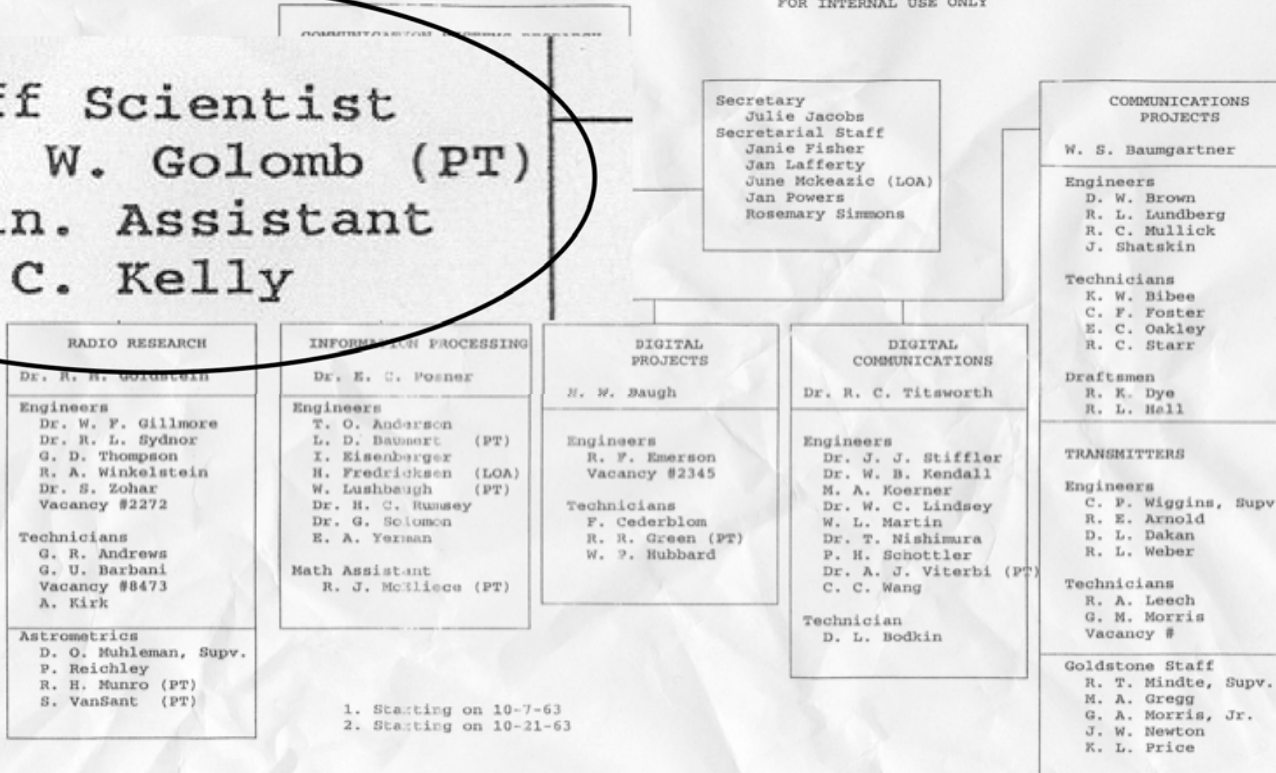 FOR INTERNAL USE ONLY
COMMUNICATION SYSTEMS RESEARCH
ff Scientist
W. Golomb (PT)
in. Assistant
C. Kelly
Secretary
Julie Jacobs
Secretarial Staff
Janie Fisher
Jan Lafferty
June Mckeazic (LOA)
Jan Powers
Rosemary Simmons
COMMUNICATIONS
PROJECTS
W. S. Baumgartner
Engineers
D. W. Brown
R. L. Lundberg
R. C. Mullick
J. Shatskin
Technicians
K. W. Bibee
C. F. Foster
E. C. Oakley
R. C. Starr
Draftsmen
R. K. Dye
R. L. Hall
TRANSMITTERS
Engineers
C. P. Wiggins, Supv
R. E. Arnold
D. L. Dakan
R. L. Weber
Technicians
R. A. Leech
G. M. Morris
Vacancy #
Goldstone Staff
R. T. Mindte, Supv.
M. A. Gregg
G. A. Morris, Jr.
J. W. Newton
K. L. Price
RADIO RESEARCH
Dr. R. M. Goldstein
Engineers
Dr. W. F. Gillmore
Dr. R. L. Sydnor
G. D. Thompson
R. A. Winkelstein
Dr. S. Zohar
Vacancy #2272
Technicians
G. R. Andrews
G. U. Barbani
Vacancy #8473
A. Kirk
Astrometrics
D. O. Muhleman, Supv.
P. Reichley
R. H. Munro (PT)
S. VanSant (PT)
INFORMATION PROCESSING
Dr. E. C. Posner
Engineers
T. O. Anderson
L. D. Baumert (PT)
I. Eisenberger
H. Fredricksen (LOA)
W. Lushbaugh (PT)
Dr. H. C. Rumsey
Dr. G. Solomon
E. A. Yerman
Math Assistant
R. J. McEliece (PT)
DIGITAL
PROJECTS
H. W. Baugh
Engineers
R. F. Emerson
Vacancy #2345
Technicians
F. Cederblom
R. R. Green (PT)
W. P. Hubbard
DIGITAL
COMMUNICATIONS
Dr. R. C. Titsworth
Engineers
Dr. J. J. Stiffler
Dr. W. B. Kendall
M. A. Koerner
Dr. W. C. Lindsey
W. L. Martin
Dr. T. Nishimura
P. H. Schottler
Dr. A. J. Viterbi (PT)
C. C. Wang
Technician
D. L. Bodkin
1. Starting on 10-7-63
2. Starting on 10-21-63